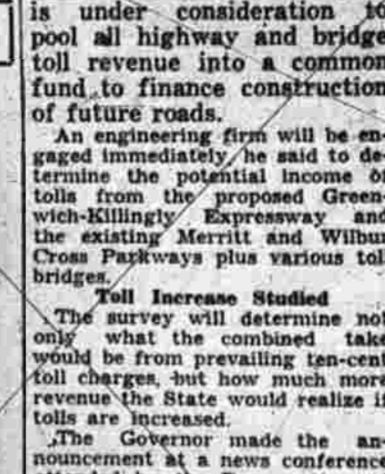 is under consideration to
pool all highway and bridge
toll revenue into a common
fund to finance construction
of future roads.
An engineering firm will be en-
gaged immediately, he said to de-
termine the potential income of
tolls from the proposed Green-
wich-Killingly Expressway and
the existing Merritt and Wilbur
Cross Parkways plus various toll
bridges.
Toll Increase Studied
The survey will determine not
only what the combined take
would be from prevailing ten-cent
toll charges, but how much more
revenue the State would realize if
tolls are increased.
The Governor made the an-
nouncement at a news conference